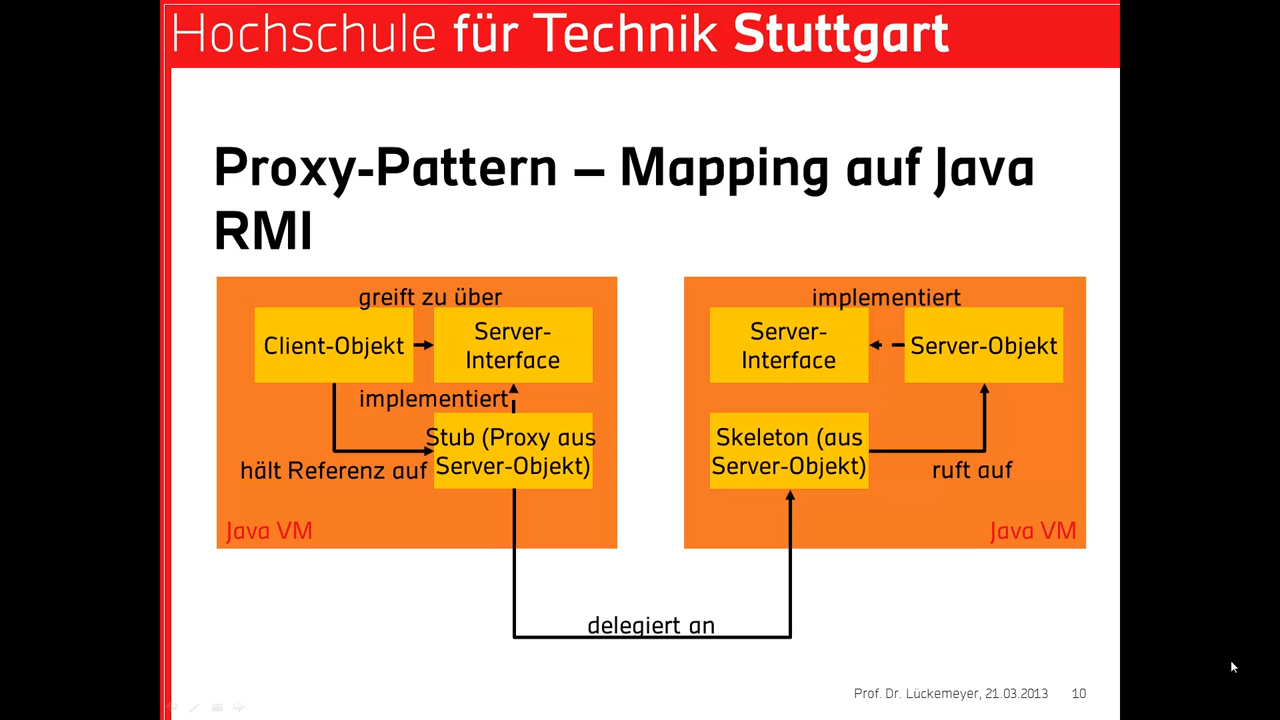 Hochschule für Technik Stuttgart
Proxy-Pattern – Mapping auf Java
RMI
greift zu über
Client-Objekt
Server-
Interface
implementiert
Stub (Proxy aus
Server-Objekt)
hält Referenz auf
Java VM
implementiert
Server-
Interface
Server-Objekt
Skeleton (aus
Server-Objekt)
ruft auf
Java VM
delegiert an
Prof. Dr. Lückemeyer, 21.03.2013 10